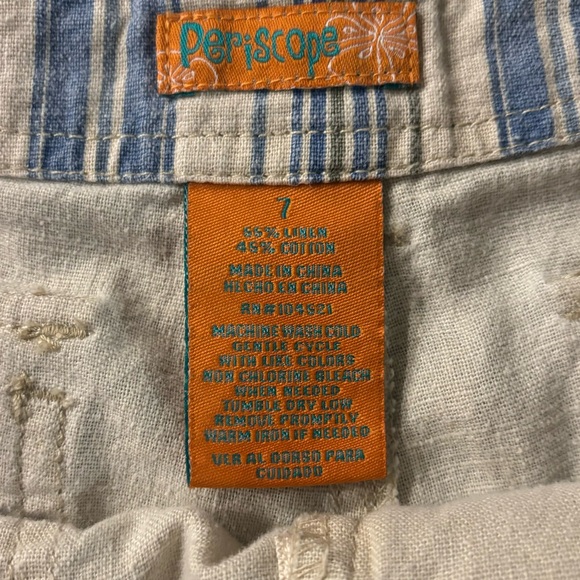 Periscope
7
55% LINEN
45% COTTON
MADE IN CHINA
HECHO EN CHINA
RN#104521
MACHINE WASH COLD
GENTLE CYCLE
WITH LIKE COLORS
NON CHLORINE BLEACH
WHEN NEEDED
TUMBLE DRY LOW
REMOVE PROMPTLY
WARM IRON IF NEEDED
VER AL DORSO PARA
CUIDADO